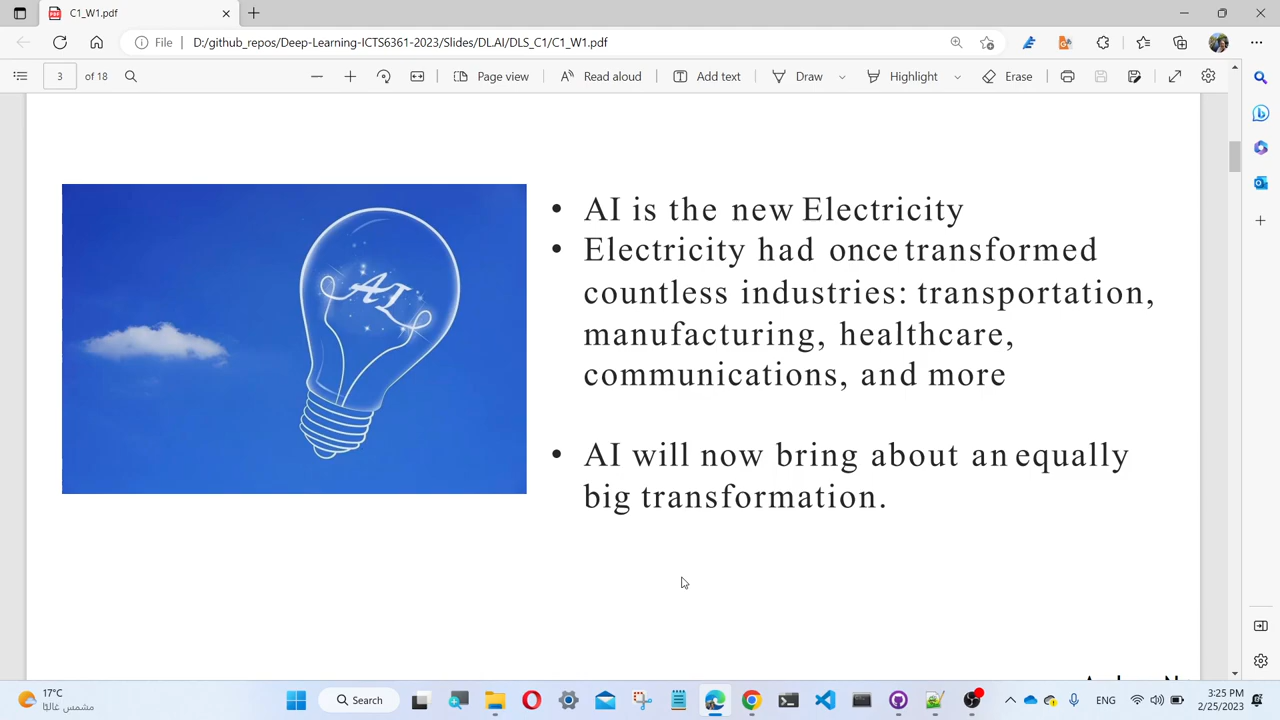 C1_W1.pdf
File D:/github_repos/Deep-Learning-ICTS6361-2023/Slides/DL.AI/DLS_C1/C1_W1.pdf
3 of 18 Page view Read aloud Add text Draw Highlight Erase
AI
• AI is the new Electricity
• Electricity had once transformed
countless industries: transportation,
manufacturing, healthcare,
communications, and more
• AI will now bring about an equally
big transformation.
17°C
مشمس غالبًا
Search
ENG
3:25 PM
2/25/2023